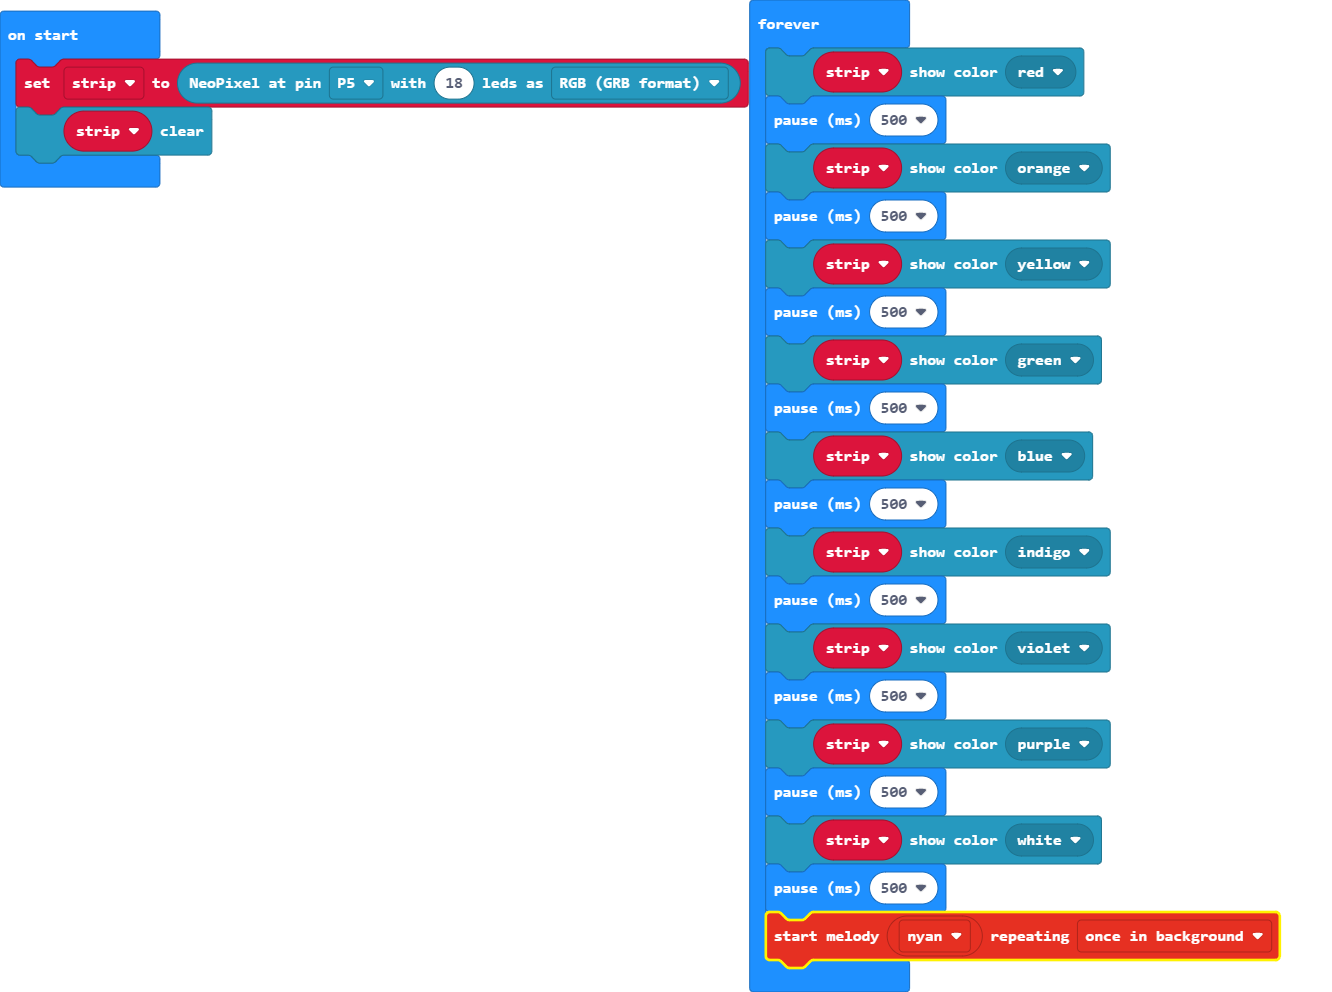 on start
set strip to NeoPixel at pin P5 with 18 leds as RGB (GRB format)
strip clear
forever
strip show color red
pause (ms) 500
strip show color orange
pause (ms) 500
strip show color yellow
pause (ms) 500
strip show color green
pause (ms) 500
strip show color blue
pause (ms) 500
strip show color indigo
pause (ms) 500
strip show color violet
pause (ms) 500
strip show color purple
pause (ms) 500
strip show color white
pause (ms) 500
start melody nyan repeating once in background